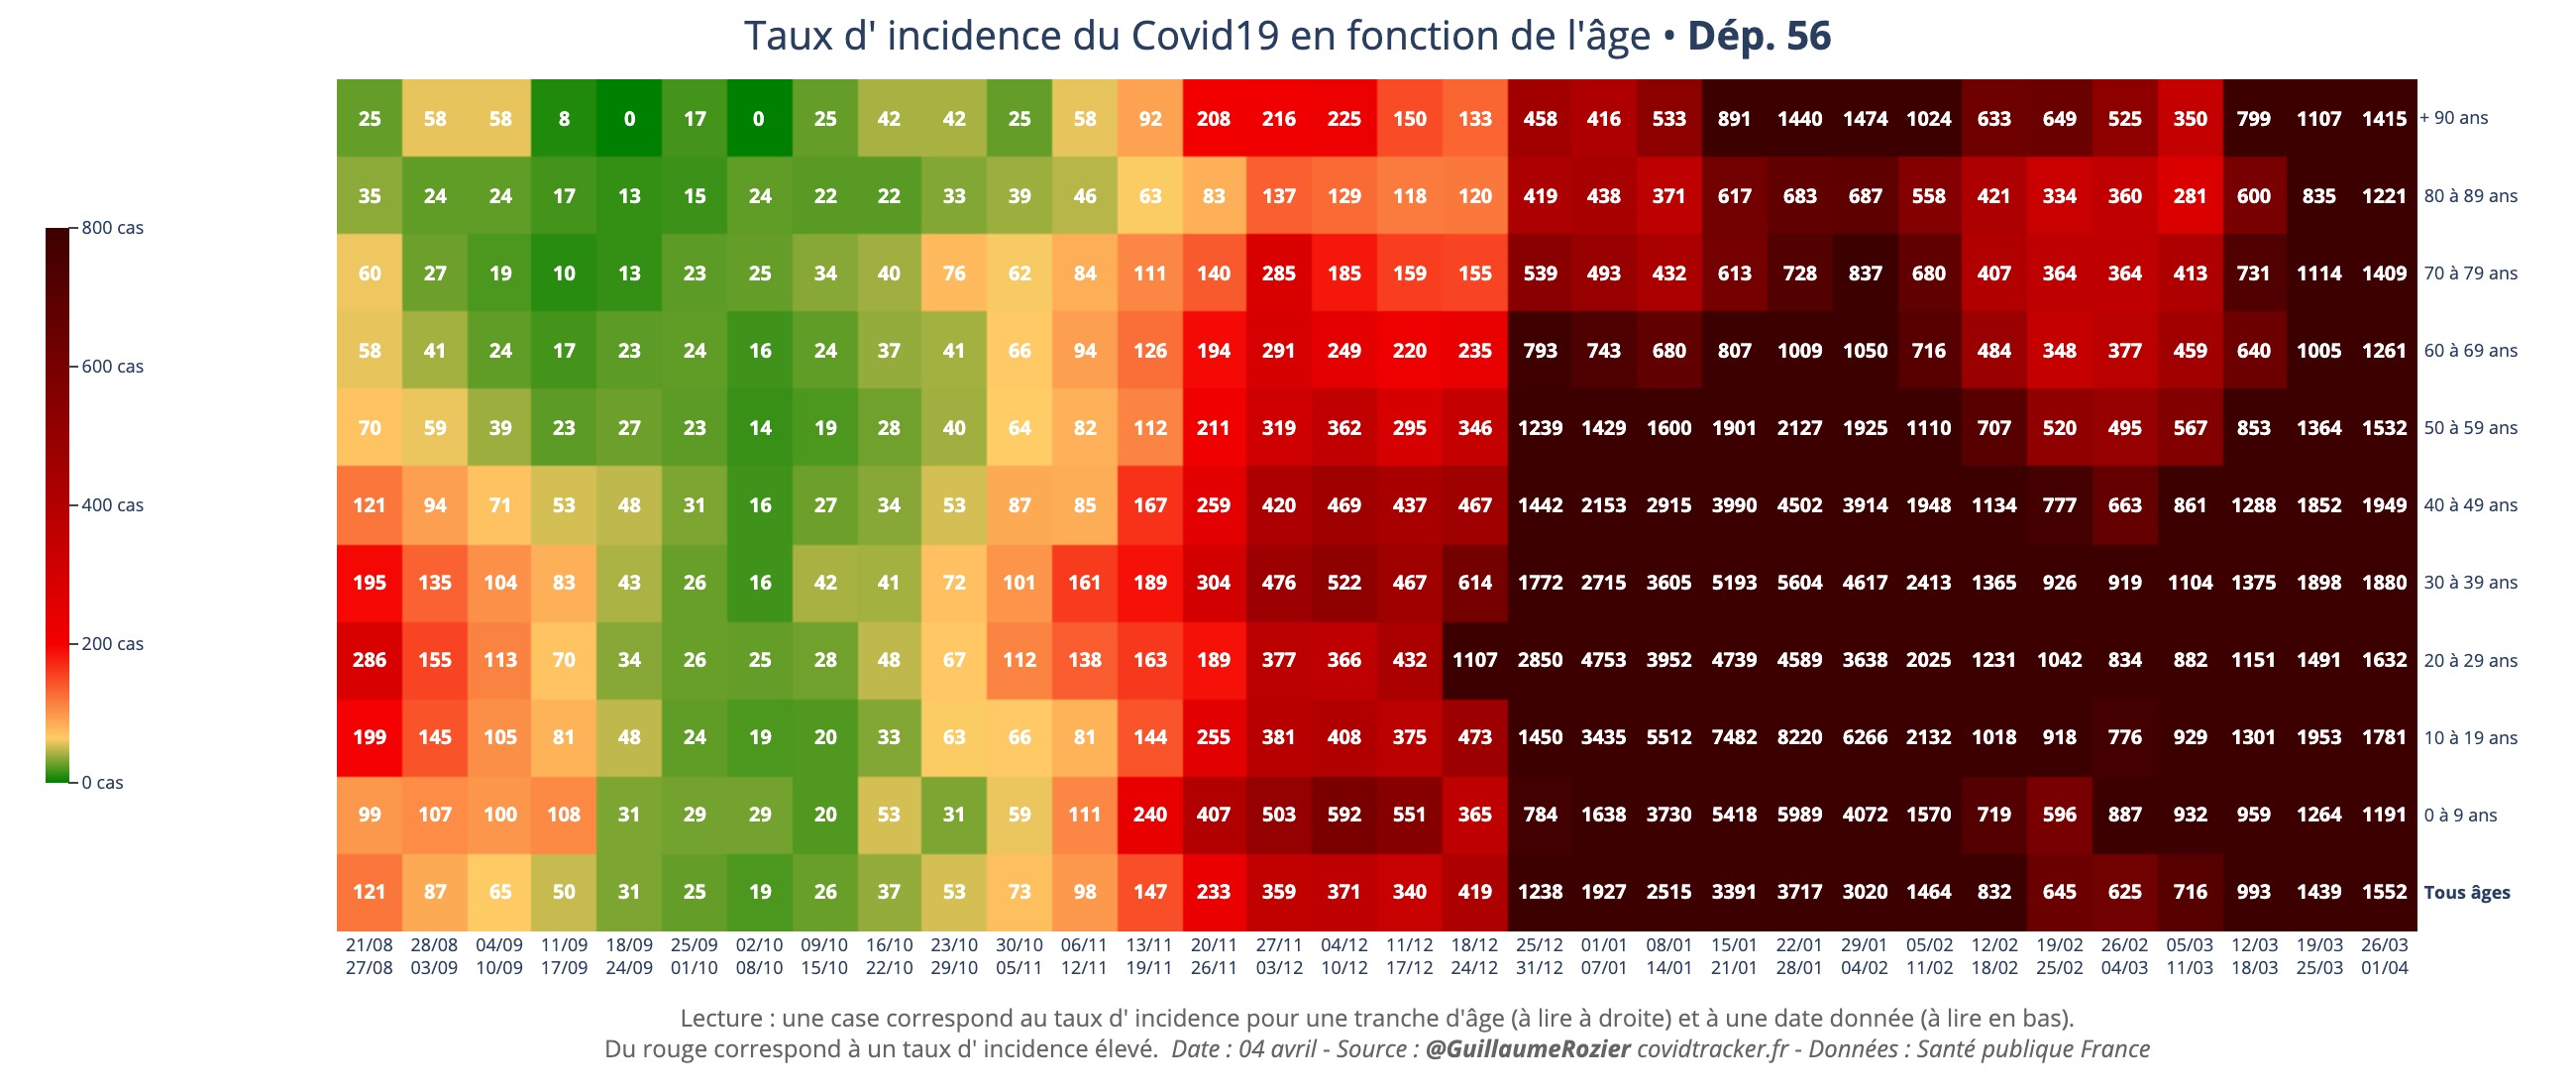 Taux d' incidence du Covid19 en fonction de l'âge • Dép. 56
800 cas
600 cas
400 cas
200 cas
0 cas
25 58 58 8 0 17 0 25 42 42 25 58 92 208 216 225 150 133 458 416 533 891 1440 1474 1024 633 649 525 350 799 1107 1415 + 90 ans
35 24 24 17 13 15 24 22 22 33 39 46 63 83 137 129 118 120 419 438 371 617 683 687 558 421 334 360 281 600 835 1221 80 à 89 ans
60 27 19 10 13 23 25 34 40 76 62 84 111 140 285 185 159 155 539 493 432 613 728 837 680 407 364 364 413 731 1114 1409 70 à 79 ans
58 41 24 17 23 24 16 24 37 41 66 94 126 194 291 249 220 235 793 743 680 807 1009 1050 716 484 348 377 459 640 1005 1261 60 à 69 ans
70 59 39 23 27 23 14 19 28 40 64 82 112 211 319 362 295 346 1239 1429 1600 1901 2127 1925 1110 707 520 495 567 853 1364 1532 50 à 59 ans
121 94 71 53 48 31 16 27 34 53 87 85 167 259 420 469 437 467 1442 2153 2915 3990 4502 3914 1948 1134 777 663 861 1288 1852 1949 40 à 49 ans
195 135 104 83 43 26 16 42 41 72 101 161 189 304 476 522 467 614 1772 2715 3605 5193 5604 4617 2413 1365 926 919 1104 1375 1898 1880 30 à 39 ans
286 155 113 70 34 26 25 28 48 67 112 138 163 189 377 366 432 1107 2850 4753 3952 4739 4589 3638 2025 1231 1042 834 882 1151 1491 1632 20 à 29 ans
199 145 105 81 48 24 19 20 33 63 66 81 144 255 381 408 375 473 1450 3435 5512 7482 8220 6266 2132 1018 918 776 929 1301 1953 1781 10 à 19 ans
99 107 100 108 31 29 29 20 53 31 59 111 240 407 503 592 551 365 784 1638 3730 5418 5989 4072 1570 719 596 887 932 959 1264 1191 0 à 9 ans
121 87 65 50 31 25 19 26 37 53 73 98 147 233 359 371 340 419 1238 1927 2515 3391 3717 3020 1464 832 645 625 716 993 1439 1552 Tous âges
21/08 28/08 04/09 11/09 18/09 25/09 02/10 09/10 16/10 23/10 30/10 06/11 13/11 20/11 27/11 04/12 11/12 18/12 25/12 01/01 08/01 15/01 22/01 29/01 05/02 12/02 19/02 26/02 05/03 12/03 19/03 26/03
27/08 03/09 10/09 17/09 24/09 01/10 08/10 15/10 22/10 29/10 05/11 12/11 19/11 26/11 03/12 10/12 17/12 24/12 31/12 07/01 14/01 21/01 28/01 04/02 11/02 18/02 25/02 04/03 11/03 18/03 25/03 01/04
Lecture : une case correspond au taux d' incidence pour une tranche d'âge (à lire à droite) et à une date donnée (à lire en bas).
Du rouge correspond à un taux d' incidence élevé. Date : 04 avril - Source : @GuillaumeRozier covidtracker.fr - Données : Santé publique France